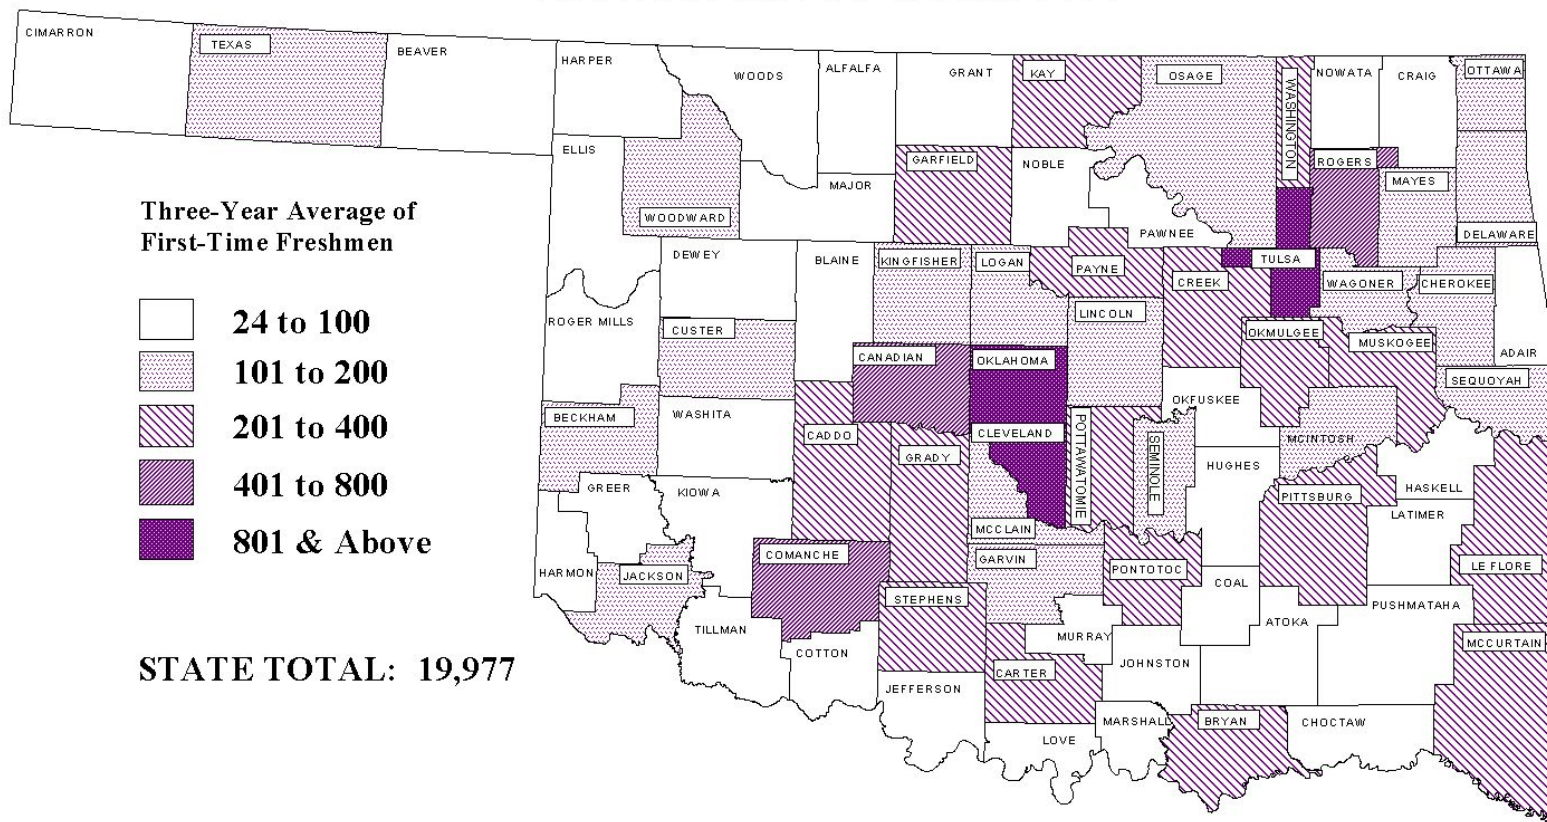 CIMARRON
TEXAS
BEAVER
HARPER
WOODS
ALFALFA
GRANT
KAY
OSAGE
WASHINGTON
NOWATA
CRAIG
OTTAWA
ELLIS
WOODWARD
MAJOR
GARFIELD
NOBLE
PAWNEE
ROGERS
MAYES
DELAWARE
Three-Year Average of
First-Time Freshmen
24 to 100
101 to 200
201 to 400
401 to 800
801 & Above
STATE TOTAL: 19,977
DEWEY
BLAINE
KINGFISHER
LOGAN
PAYNE
CREEK
TULSA
WAGONER
CHEROKEE
ROGER MILLS
CUSTER
CANADIAN
OKLAHOMA
LINCOLN
OKMULGEE
MUSKOGEE
ADAIR
SEQUOYAH
BECKHAM
WASHITA
CADDO
GRADY
CLEVELAND
POTTAWATOMIE
SEMINOLE
OKFUSKEE
MCINTOSH
HUGHES
PITTSBURG
HASKELL
LATIMER
GREER
KIOWA
MCCLAIN
HARMON
JACKSON
COMANCHE
GARVIN
PONTOTOC
COAL
LE FLORE
TILLMAN
STEPHENS
MURRAY
ATOKA
PUSHMATAHA
COTTON
CARTER
JOHNSTON
MCCURTAIN
JEFFERSON
LOVE
MARSHALL
BRYAN
CHOCTAW